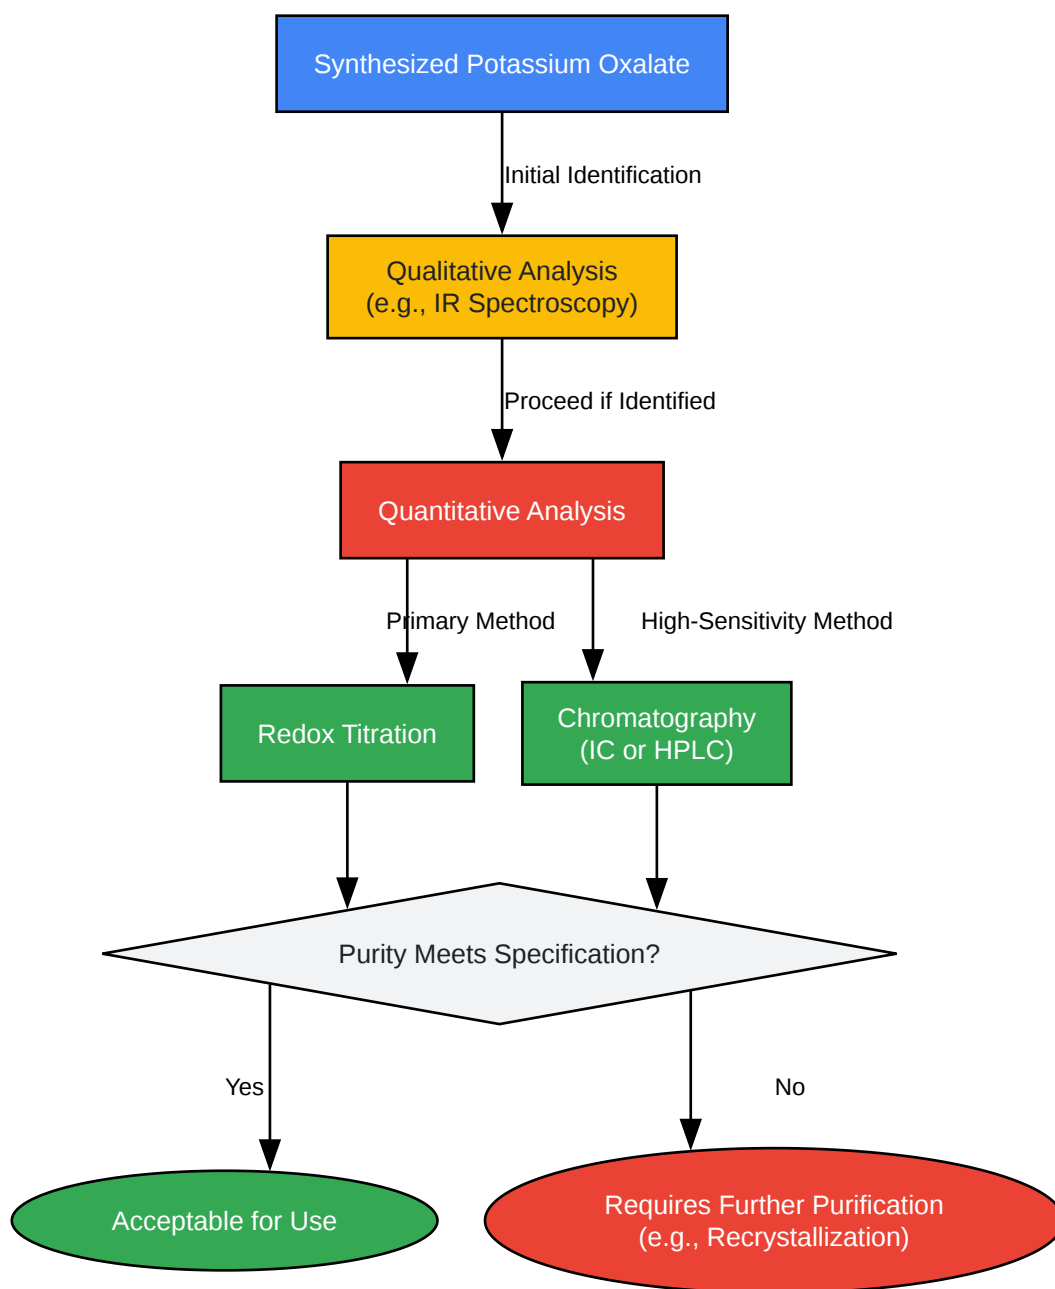 Synthesized Potassium Oxalate
Initial Identification
Qualitative Analysis
(e.g., IR Spectroscopy)
Proceed if Identified
Quantitative Analysis
Primary Method
High-Sensitivity Method
Redox Titration
Chromatography
(IC or HPLC)
Purity Meets Specification?
Yes
No
Acceptable for Use
Requires Further Purification
(e.g., Recrystallization)